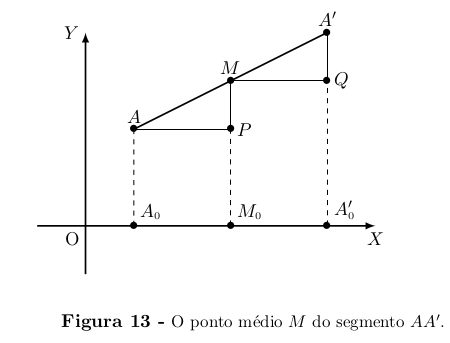 A′
Y
M
Q
A
P
A₀ M₀ A′₀
O X
Figura 13 - O ponto médio M do segmento AA′.